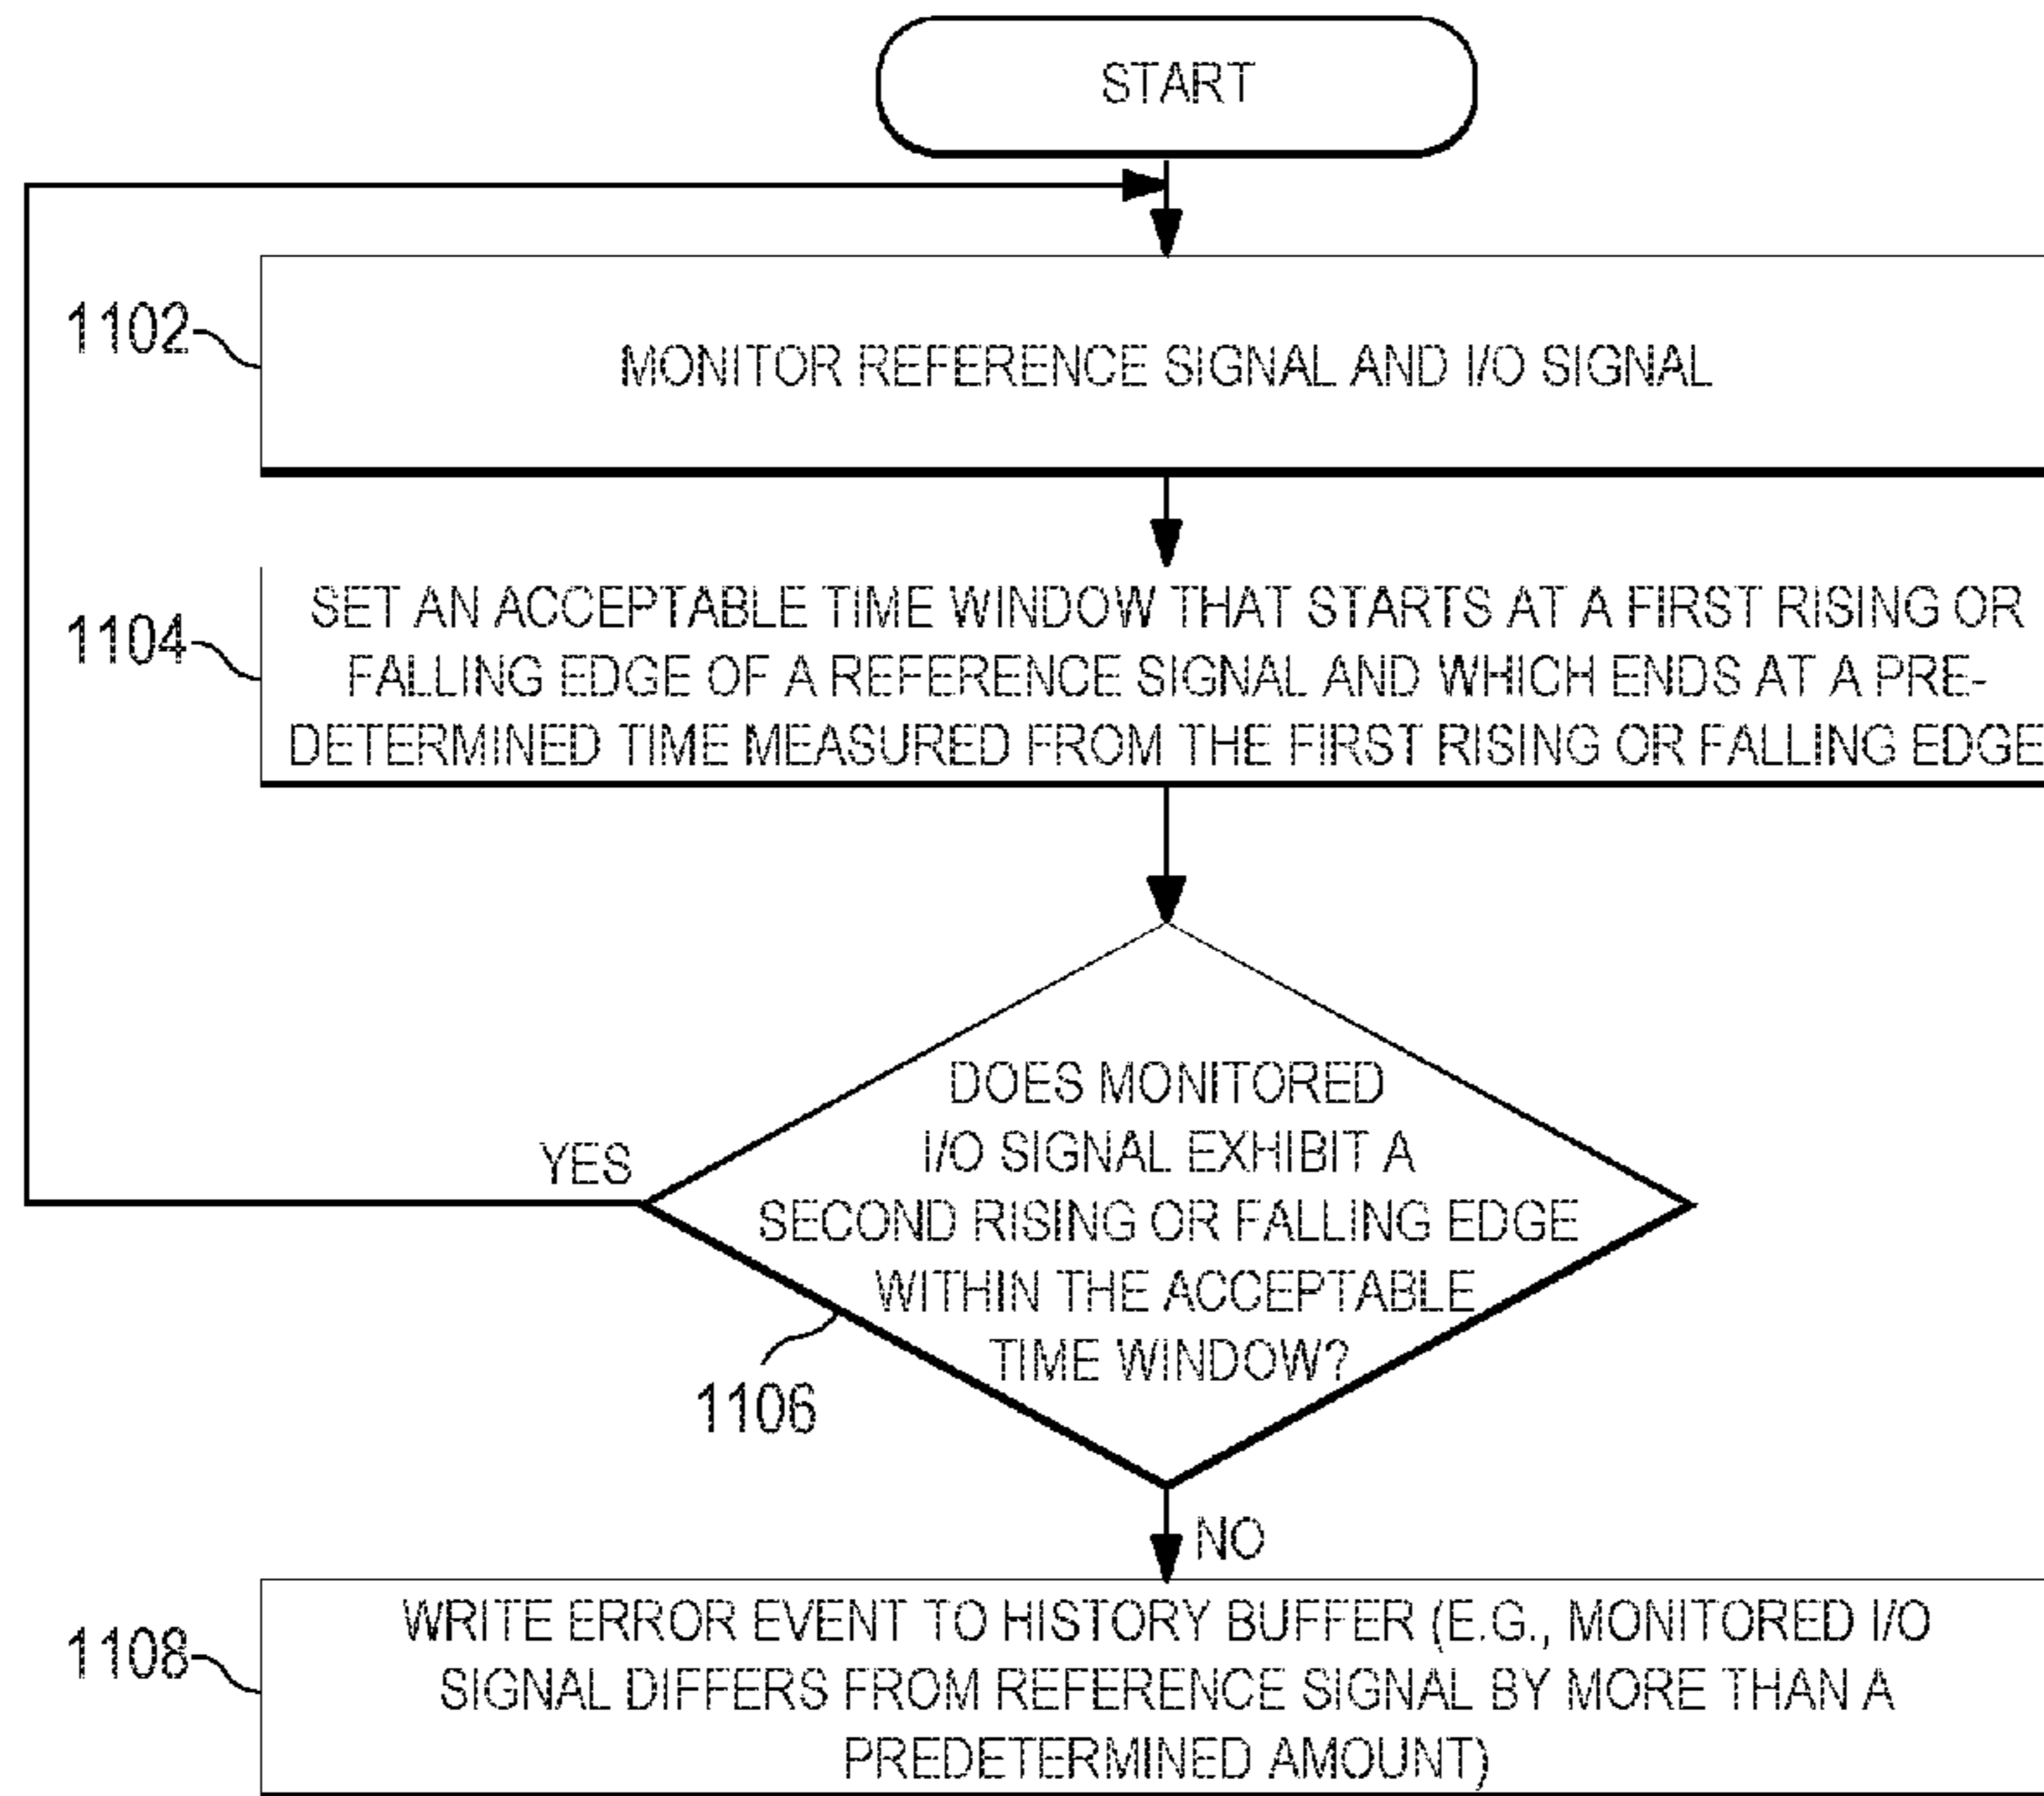 START
1102
MONITOR REFERENCE SIGNAL AND I/O SIGNAL
1104
SET AN ACCEPTABLE TIME WINDOW THAT STARTS AT A FIRST RISING OR
FALLING EDGE OF A REFERENCE SIGNAL AND WHICH ENDS AT A PRE-
DETERMINED TIME MEASURED FROM THE FIRST RISING OR FALLING EDGE
DOES MONITORED
I/O SIGNAL EXHIBIT A
SECOND RISING OR FALLING EDGE
WITHIN THE ACCEPTABLE
TIME WINDOW?
YES
1106
NO
1108
WRITE ERROR EVENT TO HISTORY BUFFER (E.G., MONITORED I/O
SIGNAL DIFFERS FROM REFERENCE SIGNAL BY MORE THAN A
PREDETERMINED AMOUNT)